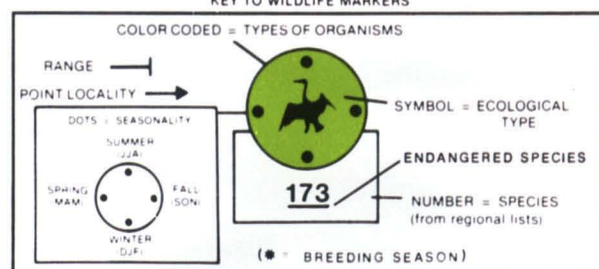 KEY TO WILDLIFE MARKERS
COLOR CODED = TYPES OF ORGANISMS
RANGE
POINT LOCALITY
SYMBOL = ECOLOGICAL
TYPE
DOTS = SEASONALITY
SUMMER
(JJA)
SPRING
(MAM)
FALL
(SON)
WINTER
(DJF)
ENDANGERED SPECIES
173
NUMBER = SPECIES
(from regional lists)
(* = BREEDING SEASON)